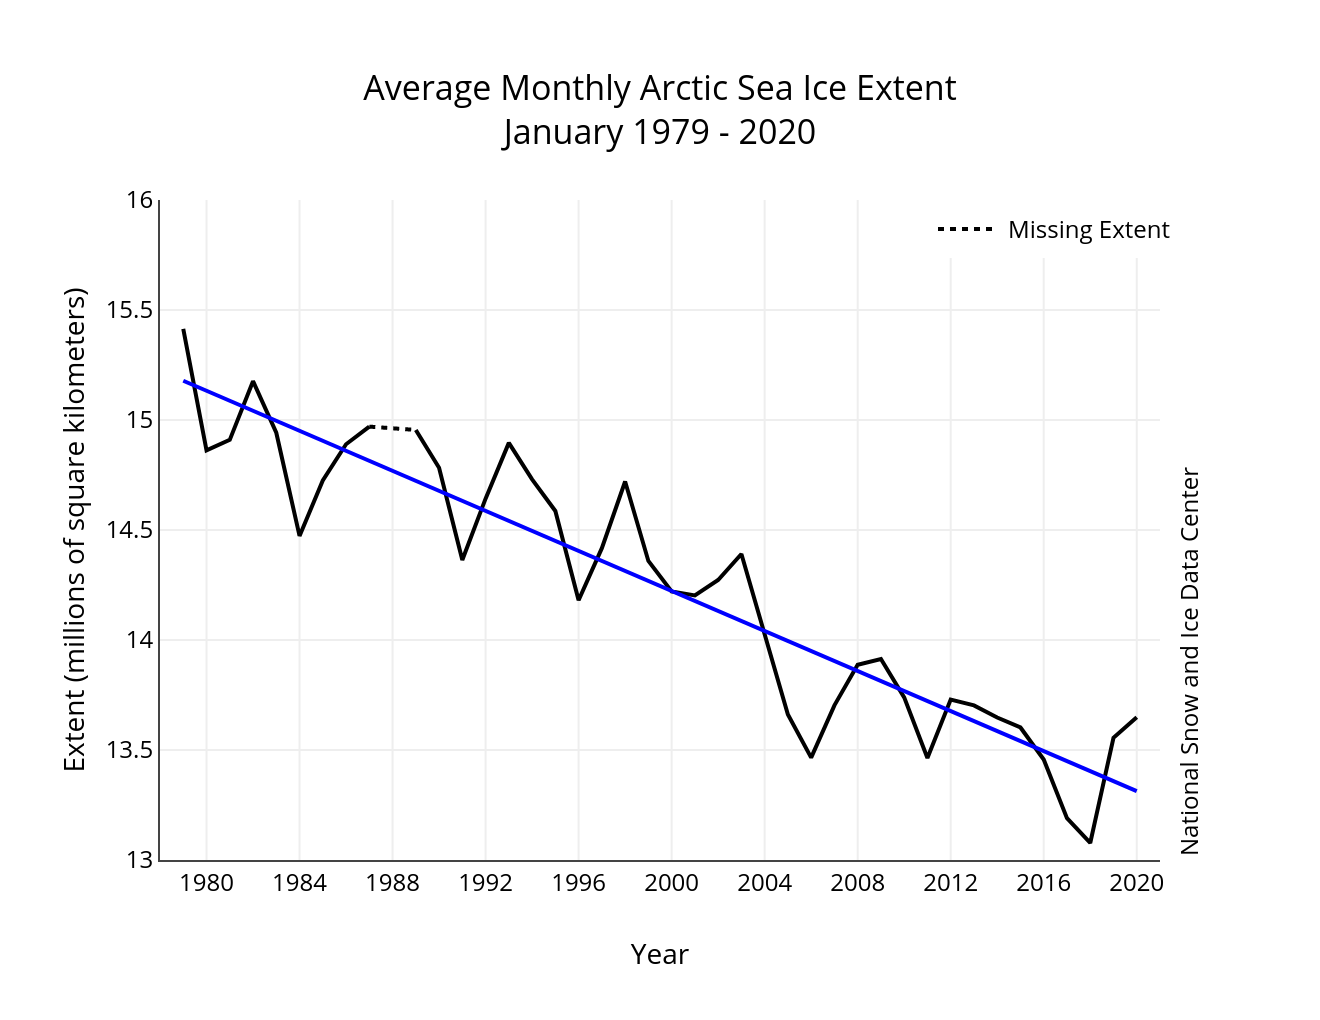 Average Monthly Arctic Sea Ice Extent
January 1979 - 2020
Missing Extent
16
15.5
15
14.5
14
13.5
13
Extent (millions of square kilometers)
National Snow and Ice Data Center
1980 1984 1988 1992 1996 2000 2004 2008 2012 2016 2020
Year